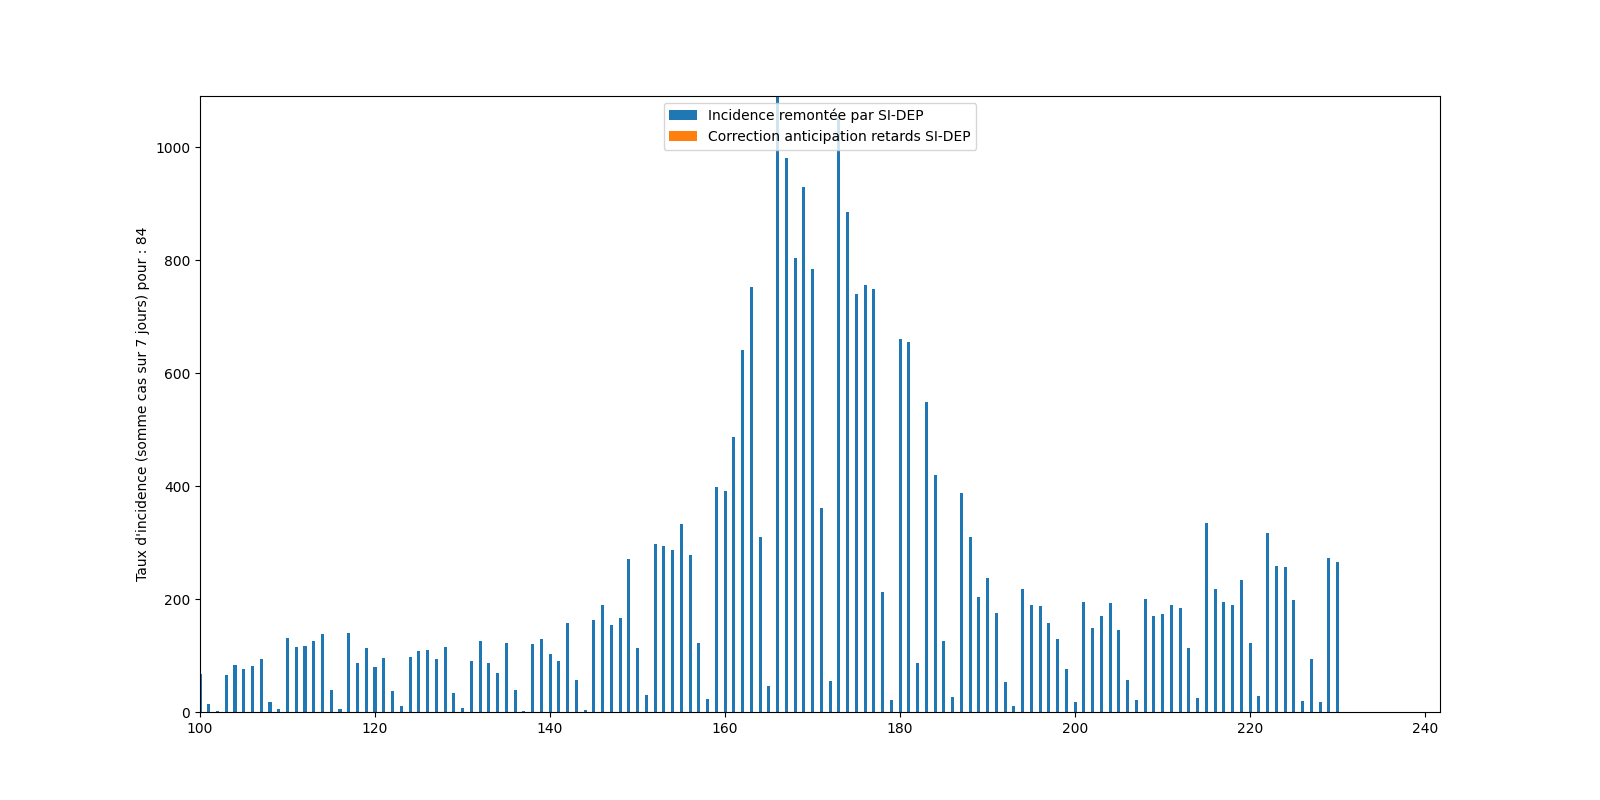 Incidence remontée par SI-DEP
Correction anticipation retards SI-DEP
Taux d'incidence (somme cas sur 7 jours) pour : 84
1000
800
600
400
200
0
100 120 140 160 180 200 220 240